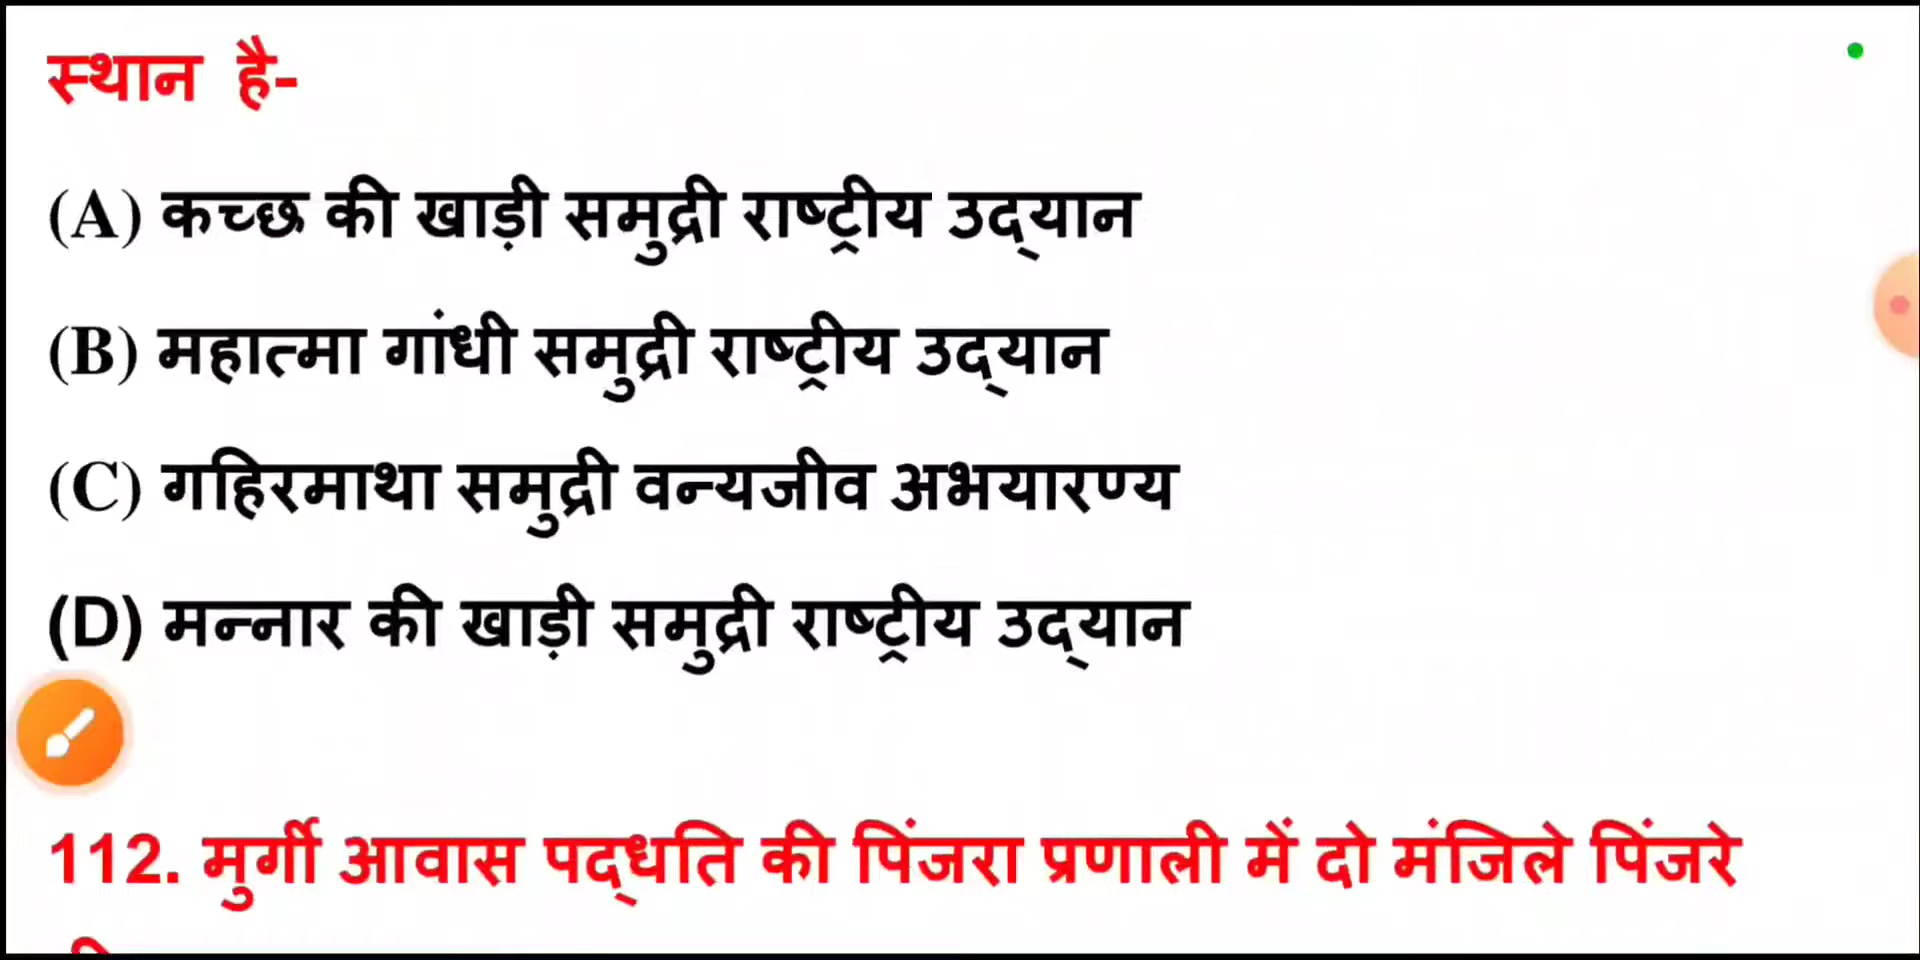 स्थान है-
(A) कच्छ की खाड़ी समुद्री राष्ट्रीय उद्यान
(B) महात्मा गांधी समुद्री राष्ट्रीय उद्यान
(C) गहिरमाथा समुद्री वन्यजीव अभयारण्य
(D) मन्नार की खाड़ी समुद्री राष्ट्रीय उद्यान
112. मुर्गी आवास पद्धति की पिंजरा प्रणाली में दो मंजिले पिंजरे